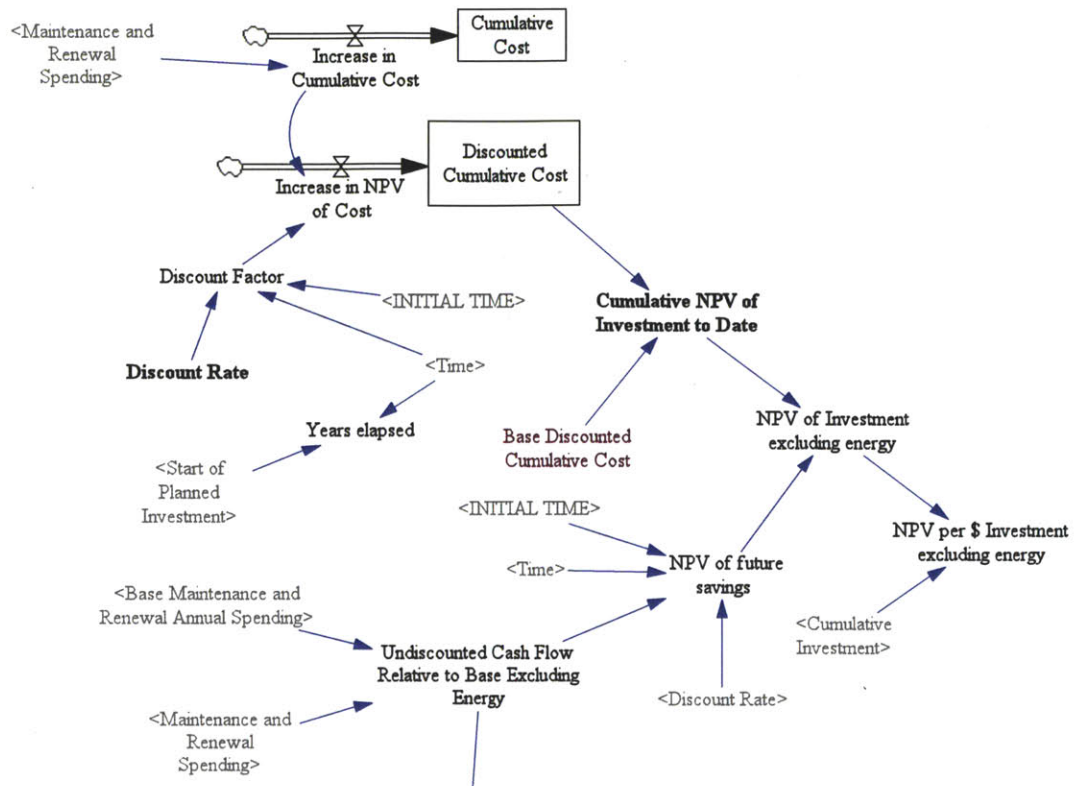 <Maintenance and
Renewal
Spending>
Cumulative
Cost
Increase in
Cumulative Cost
Discounted
Cumulative Cost
Increase in NPV
of Cost
Discount Factor
<INITIAL TIME>
Cumulative NPV of
Investment to Date
Discount Rate
<Time>
Years elapsed
<Start of
Planned
Investment>
Base Discounted
Cumulative Cost
NPV of Investment
excluding energy
<INITIAL TIME>
<Time>
NPV of future
savings
NPV per $ Investment
excluding energy
<Base Maintenance and
Renewal Annual Spending>
<Cumulative
Investment>
Undiscounted Cash Flow
Relative to Base Excluding
Energy
<Discount Rate>
<Maintenance and
Renewal
Spending>